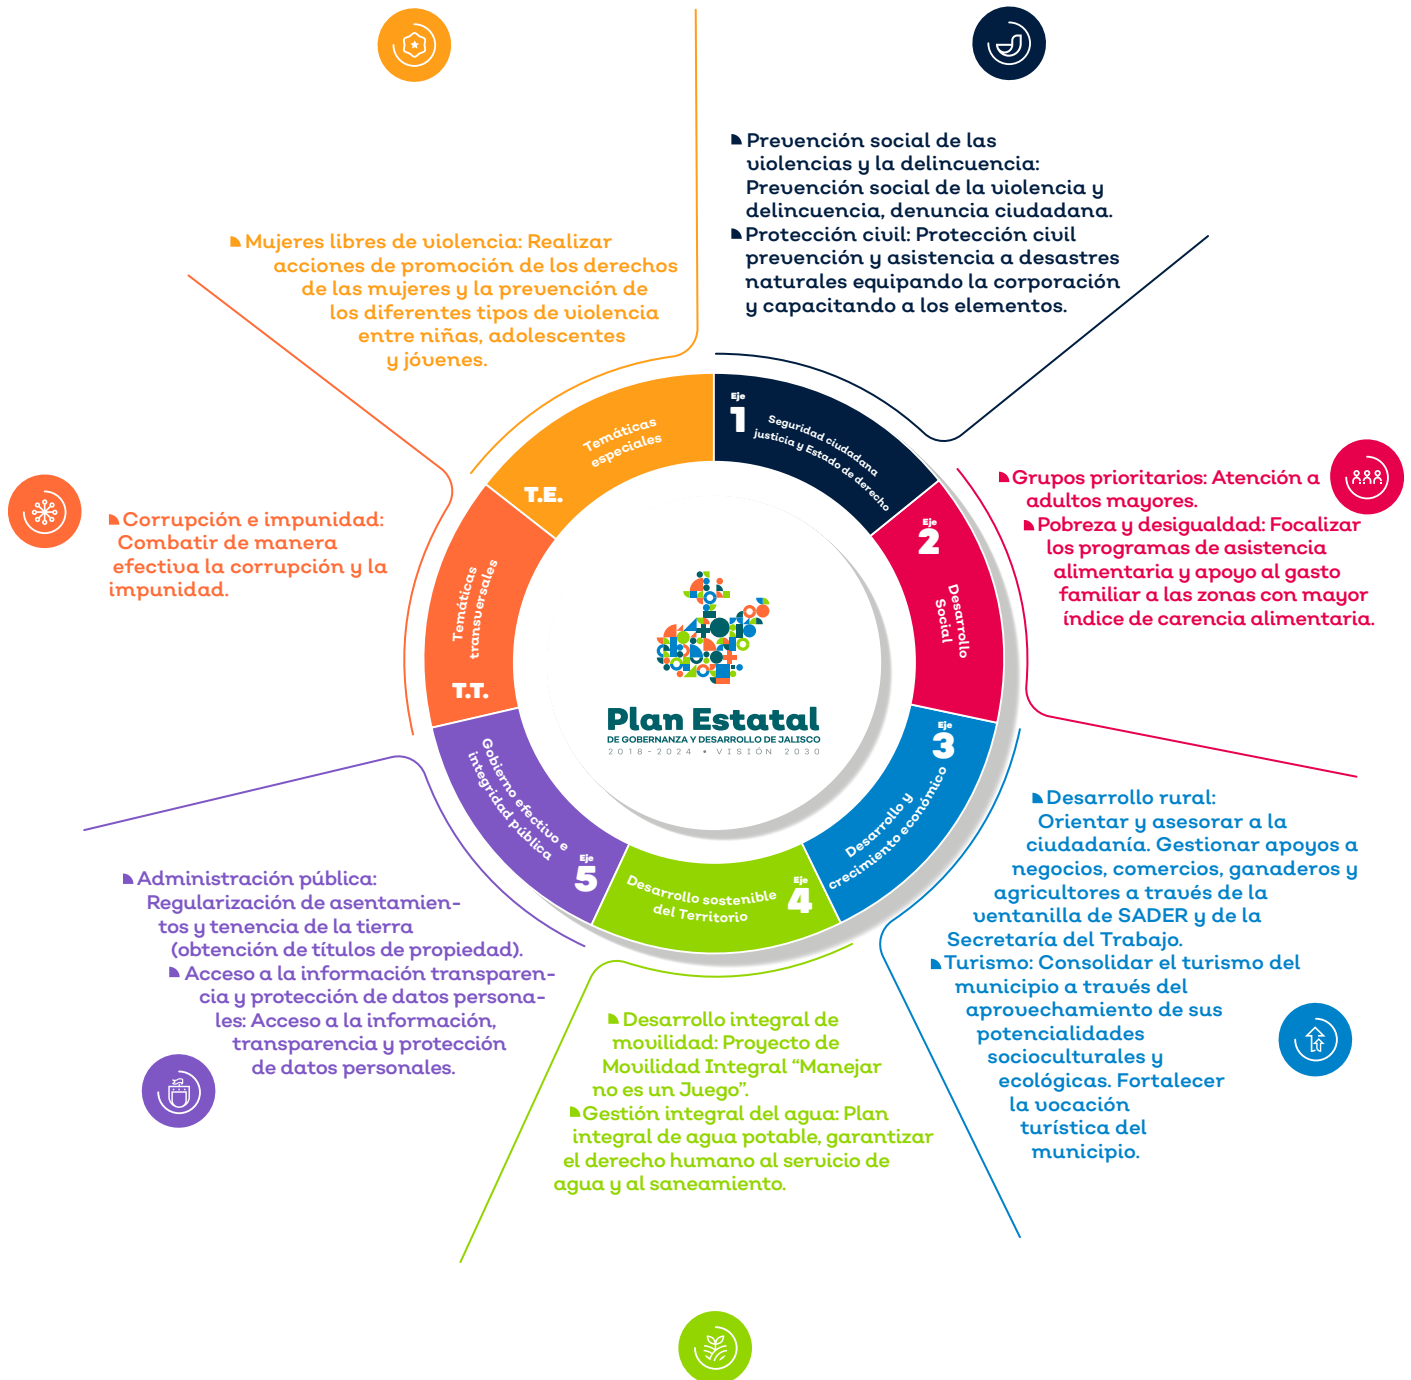 Prevención social de las
violencias y la delincuencia:
Prevención social de la violencia y
delincuencia, denuncia ciudadana.
Protección civil: Protección civil
prevención y asistencia a desastres
naturales equipando la corporación
y capacitando a los elementos.
Mujeres libres de violencia: Realizar
acciones de promoción de los derechos
de las mujeres y la prevención de
los diferentes tipos de violencia
entre niñas, adolescentes
y jóvenes.
Eje
1
Seguridad ciudadana
justicia y Estado de derecho
Temáticas
especiales
T.E.
Grupos prioritarios: Atención a
adultos mayores.
Pobreza y desigualdad: Focalizar
los programas de asistencia
alimentaria y apoyo al gasto
familiar a las zonas con mayor
índice de carencia alimentaria.
Corrupción e impunidad:
Combatir de manera
efectiva la corrupción y la
impunidad.
Eje
2
Desarrollo
Social
Temáticas
transversales
T.T.
Plan Estatal
DE GOBERNANZA Y DESARROLLO DE JALISCO
2018-2024 • VISIÓN 2030
Eje
3
Desarrollo y
crecimiento económico
Gobierno efectivo e
integridad pública
Eje
5
Desarrollo sostenible
del Territorio
Eje
4
Desarrollo rural:
Orientar y asesorar a la
ciudadanía. Gestionar apoyos a
negocios, comercios, ganaderos y
agricultores a través de la
ventanilla de SADER y de la
Secretaría del Trabajo.
Turismo: Consolidar el turismo del
municipio a través del
aprovechamiento de sus
potencialidades
socioculturales y
ecológicas. Fortalecer
la vocación
turística del
municipio.
Administración pública:
Regularización de asentamien-
tos y tenencia de la tierra
(obtención de títulos de propiedad).
Acceso a la información transparen-
cia y protección de datos persona-
les: Acceso a la información,
transparencia y protección
de datos personales.
Desarrollo integral de
movilidad: Proyecto de
Movilidad Integral “Manejar
no es un Juego”.
Gestión integral del agua: Plan
integral de agua potable, garantizar
el derecho humano al servicio de
agua y al saneamiento.